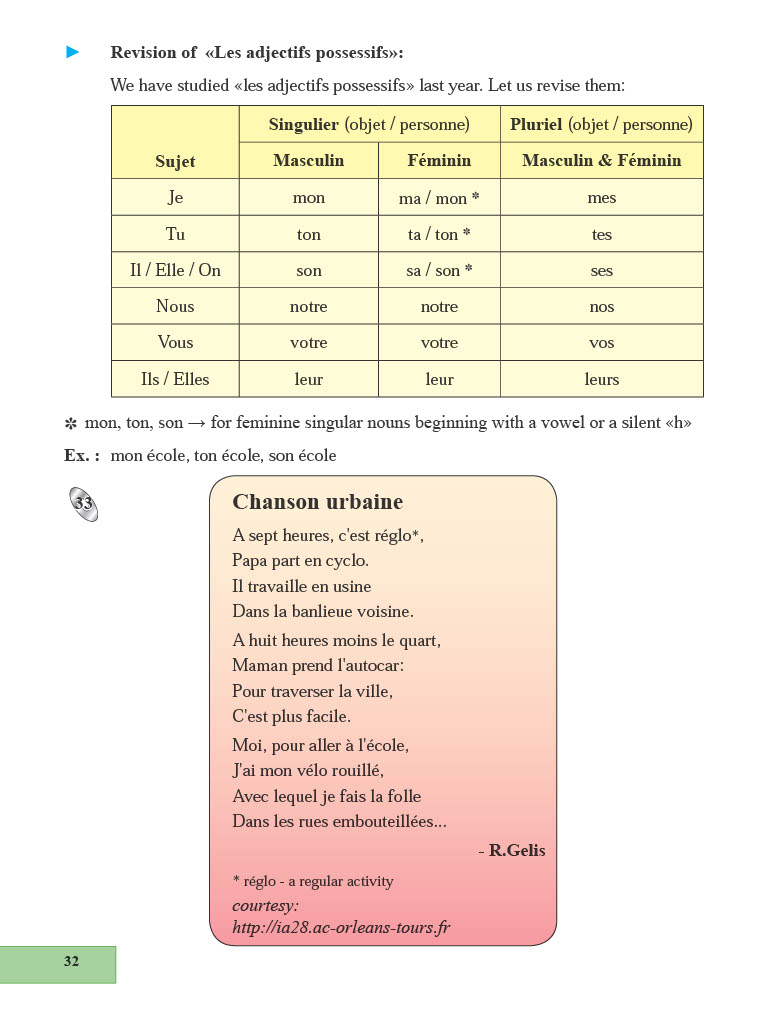 ► Revision of «Les adjectifs possessifs»:
We have studied «les adjectifs possessifs» last year. Let us revise them:
Sujet Singulier (objet / personne) Pluriel (objet / personne)
Masculin Féminin Masculin & Féminin
Je mon ma / mon * mes
Tu ton ta / ton * tes
Il / Elle / On son sa / son * ses
Nous notre notre nos
Vous votre votre vos
Ils / Elles leur leur leurs
✼ mon, ton, son → for feminine singular nouns beginning with a vowel or a silent «h»
Ex. : mon école, ton école, son école
33
Chanson urbaine
A sept heures, c'est réglo*,
Papa part en cyclo.
Il travaille en usine
Dans la banlieue voisine.
A huit heures moins le quart,
Maman prend l'autocar:
Pour traverser la ville,
C'est plus facile.
Moi, pour aller à l'école,
J'ai mon vélo rouillé,
Avec lequel je fais la folle
Dans les rues embouteillées...
- R.Gelis
* réglo - a regular activity
courtesy:
http://ia28.ac-orleans-tours.fr
32